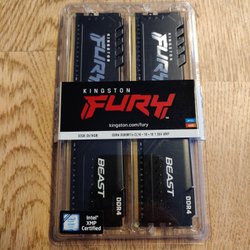 FURY
FURY
KINGSTON
FURY
kingston.com/fury
BEAST
DDR4
BEAST
DDR4
Intel®
XMP
Certified